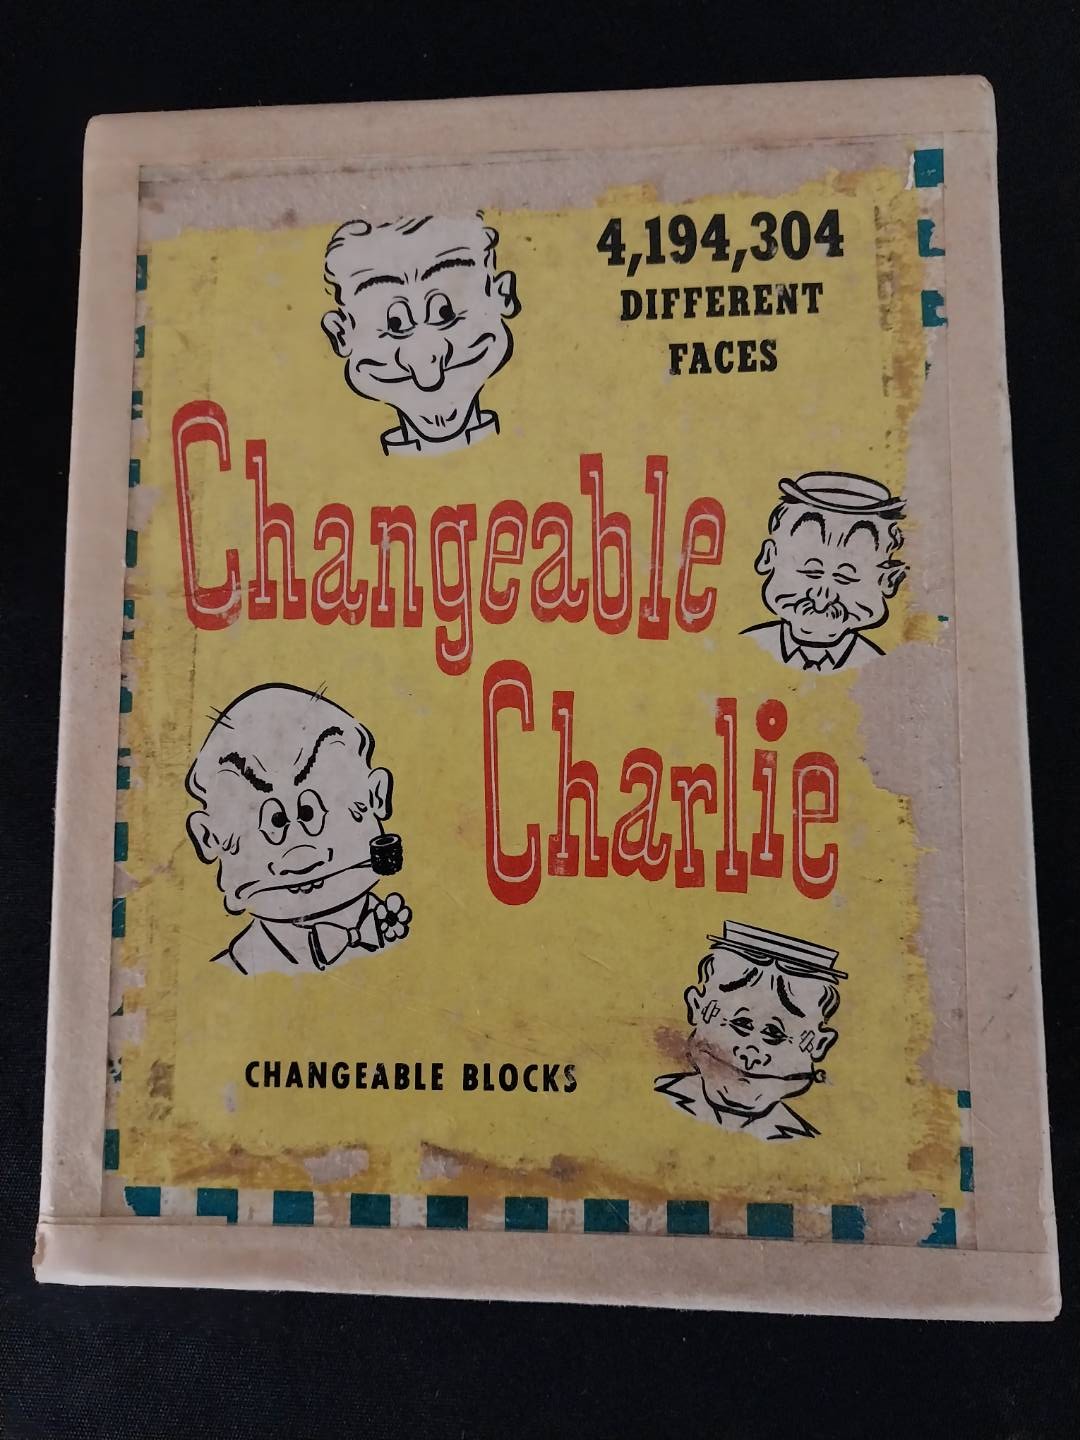 4,194,304
DIFFERENT
FACES
Changeable
Charlie
CHANGEABLE BLOCKS